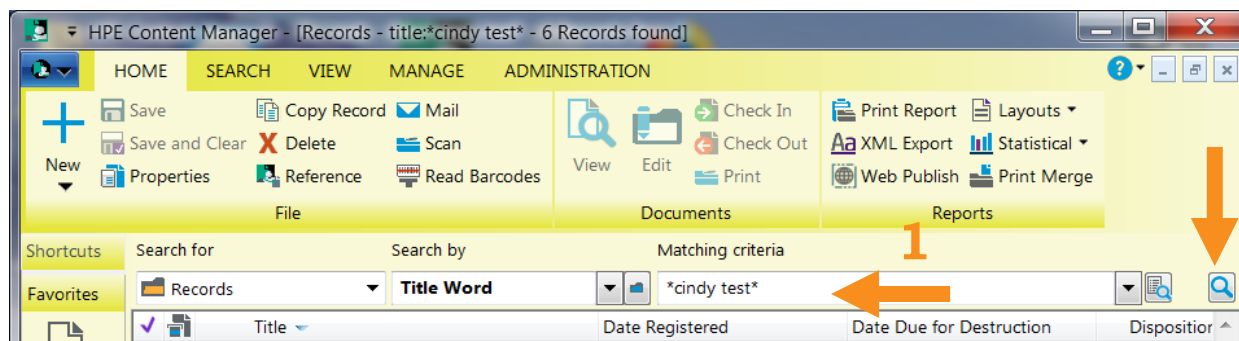 HPE Content Manager - [Records - title:*cindy test* - 6 Records found]
HOME SEARCH VIEW MANAGE ADMINISTRATION
Save Copy Record Mail Check In Print Report Layouts
Save and Clear Delete Scan Check Out XML Export Statistical
New View Edit
Properties Reference Read Barcodes Print Web Publish Print Merge
File Documents Reports
Shortcuts Search for Search by Matching criteria 1
Favorites Records Title Word *cindy test*
Title Date Registered Date Due for Destruction Disposition